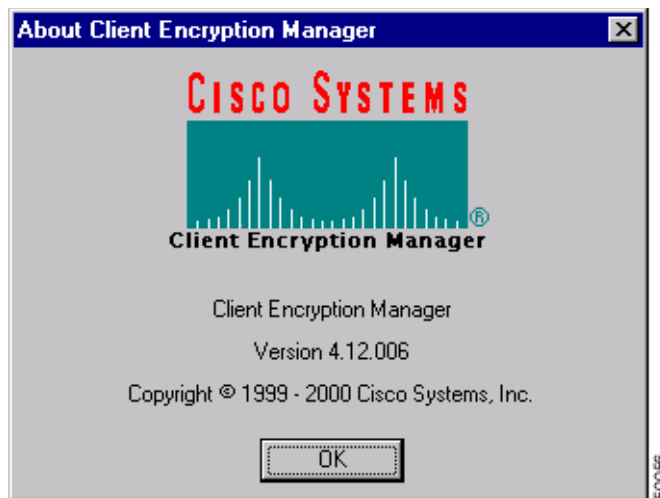 About Client Encryption Manager
CISCO SYSTEMS
®
Client Encryption Manager
Client Encryption Manager
Version 4.12.006
Copyright © 1999 - 2000 Cisco Systems, Inc.
OK